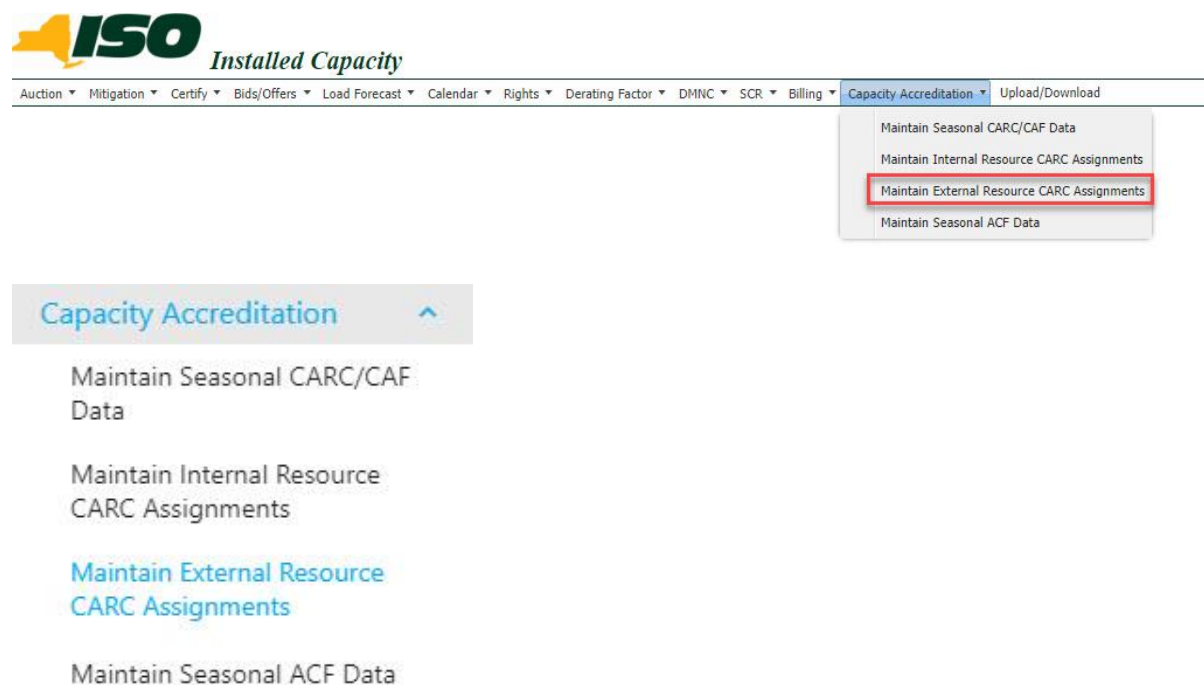 ISO Installed Capacity
Auction Mitigation Certify Bids/Offers Load Forecast Calendar Rights Derating Factor DMNC SCR Billing Capacity Accreditation Upload/Download
Maintain Seasonal CARC/CAF Data
Maintain Internal Resource CARC Assignments
Maintain External Resource CARC Assignments
Maintain Seasonal ACF Data
Capacity Accreditation
Maintain Seasonal CARC/CAF
Data
Maintain Internal Resource
CARC Assignments
Maintain External Resource
CARC Assignments
Maintain Seasonal ACF Data